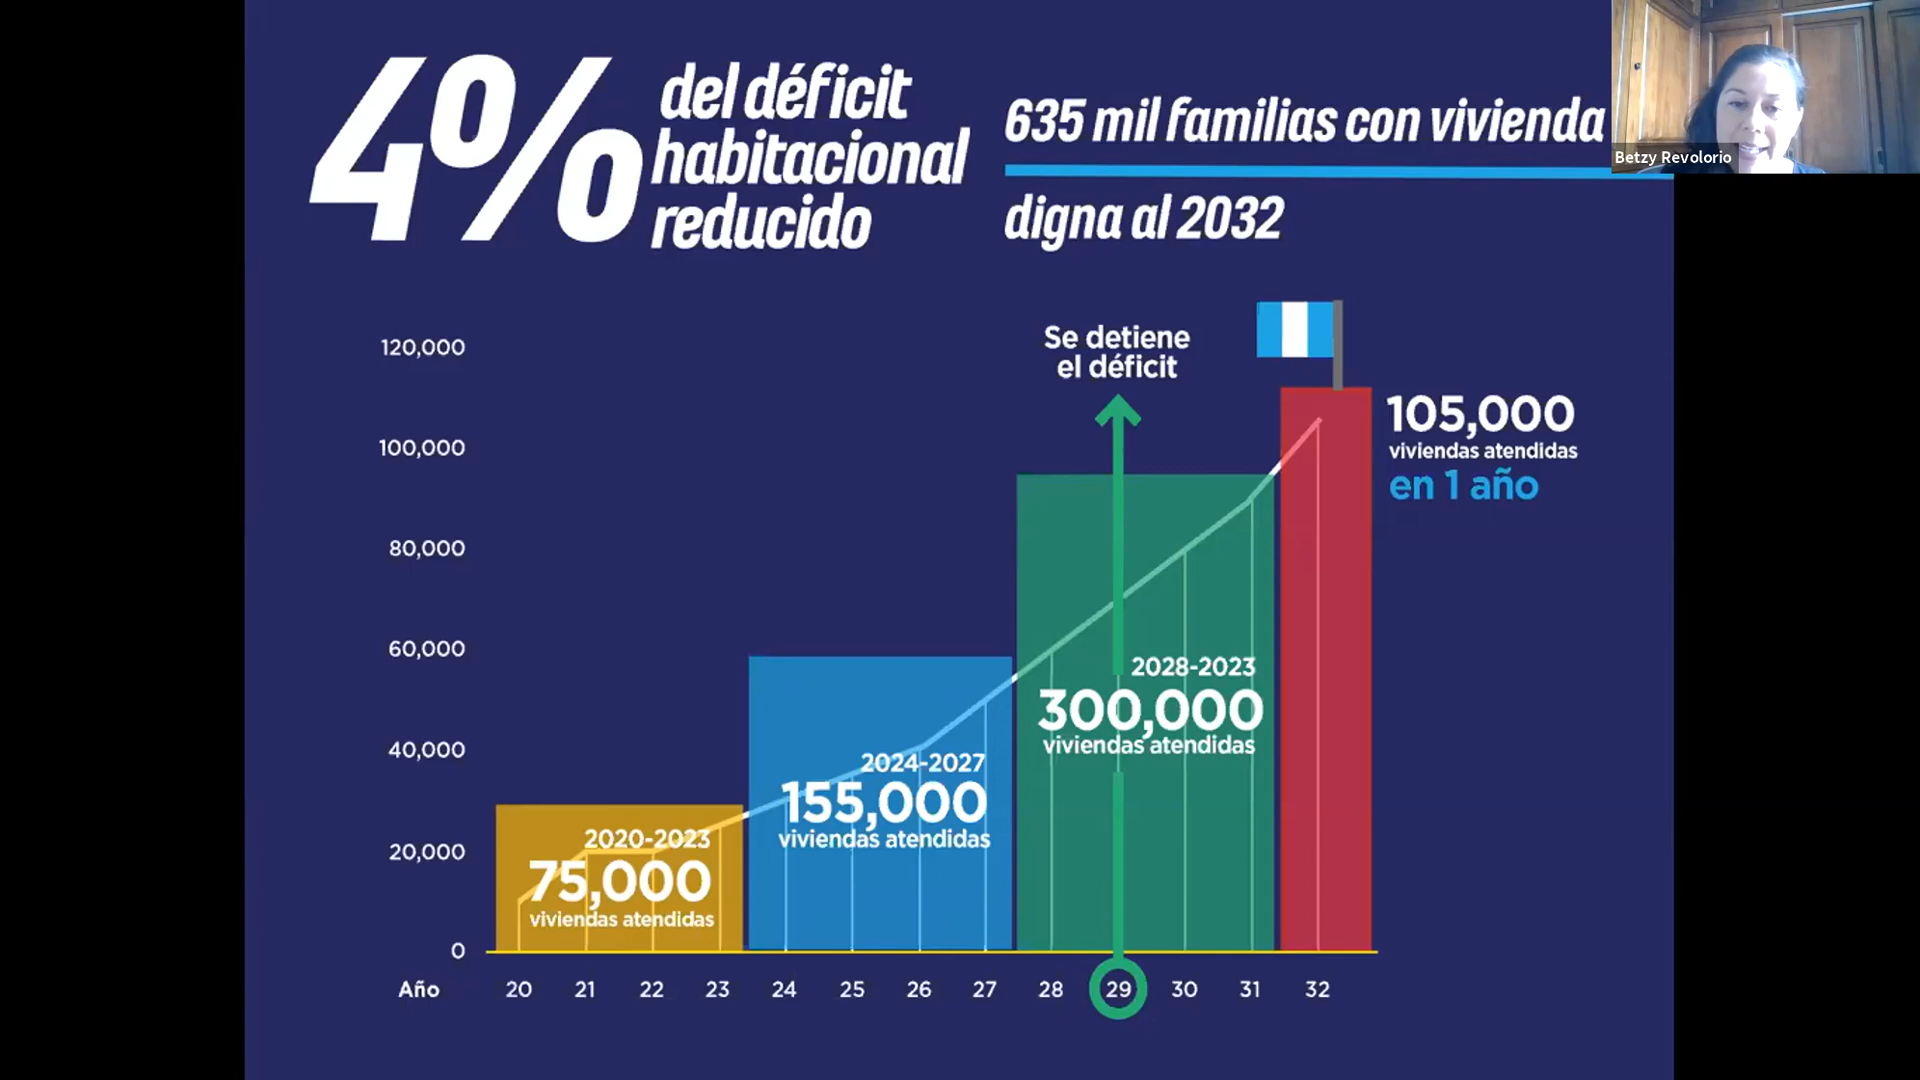 4%
del déficit
habitacional
reducido
635 mil familias con vivienda
digna al 2032
Betzy Revolorio
Se detiene
el déficit
120,000
100,000
80,000
60,000
40,000
20,000
0
105,000
viviendas atendidas
en 1 año
2028-2023
300,000
viviendas atendidas
2024-2027
155,000
viviendas atendidas
2020-2023
75,000
viviendas atendidas
Año 20 21 22 23 24 25 26 27 28 29 30 31 32